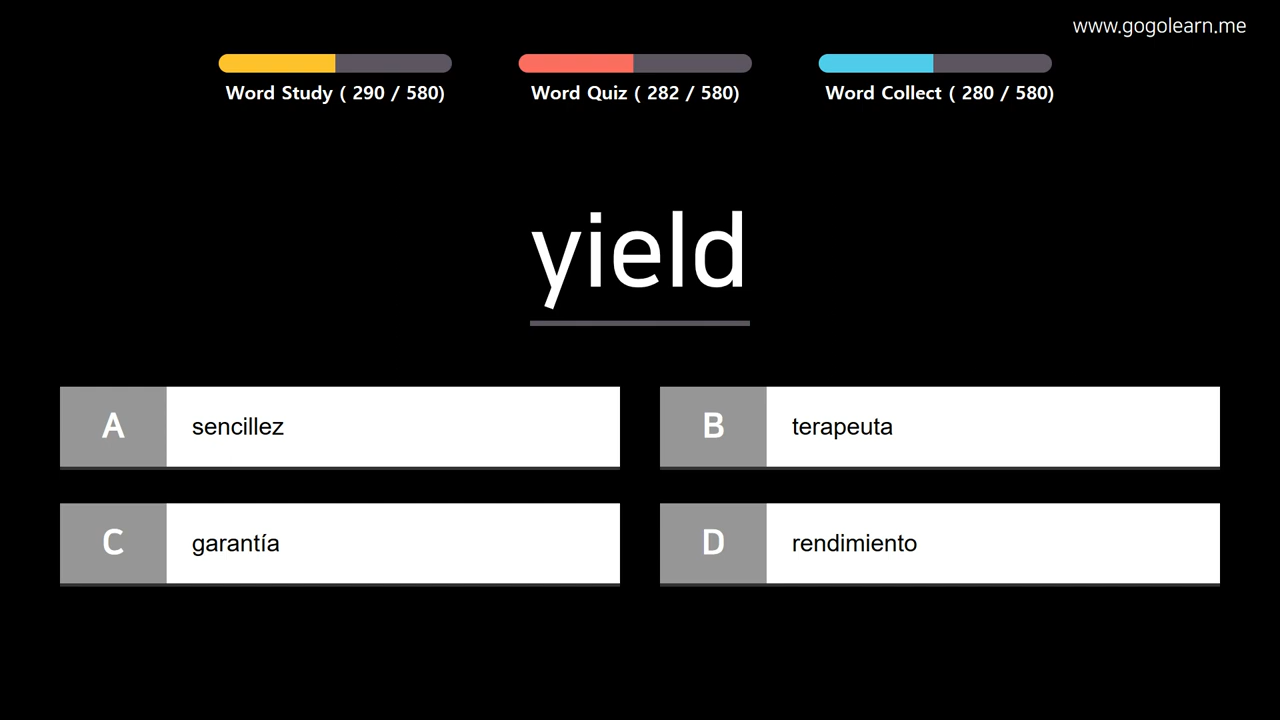 www.gogolearn.me
Word Study ( 290 / 580)
Word Quiz ( 282 / 580)
Word Collect ( 280 / 580)
yield
A sencillez
B terapeuta
C garantía
D rendimiento